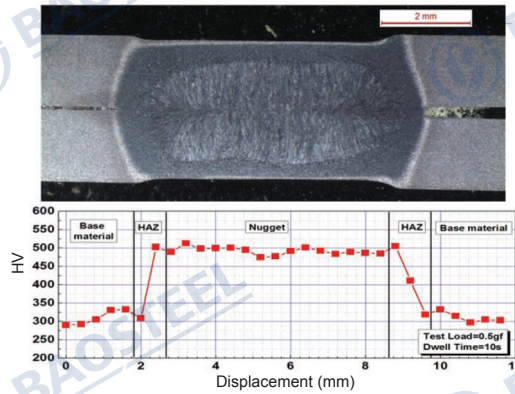 2 mm
BAOSTEEL
600
550
500
450
400
350
300
250
200
HV
Base
material
HAZ
Nugget
HAZ
Base material
Test Load=0.5gf
Dwell Time=10s
0
2
4
6
8
10
Displacement (mm)
BAOSTEEL